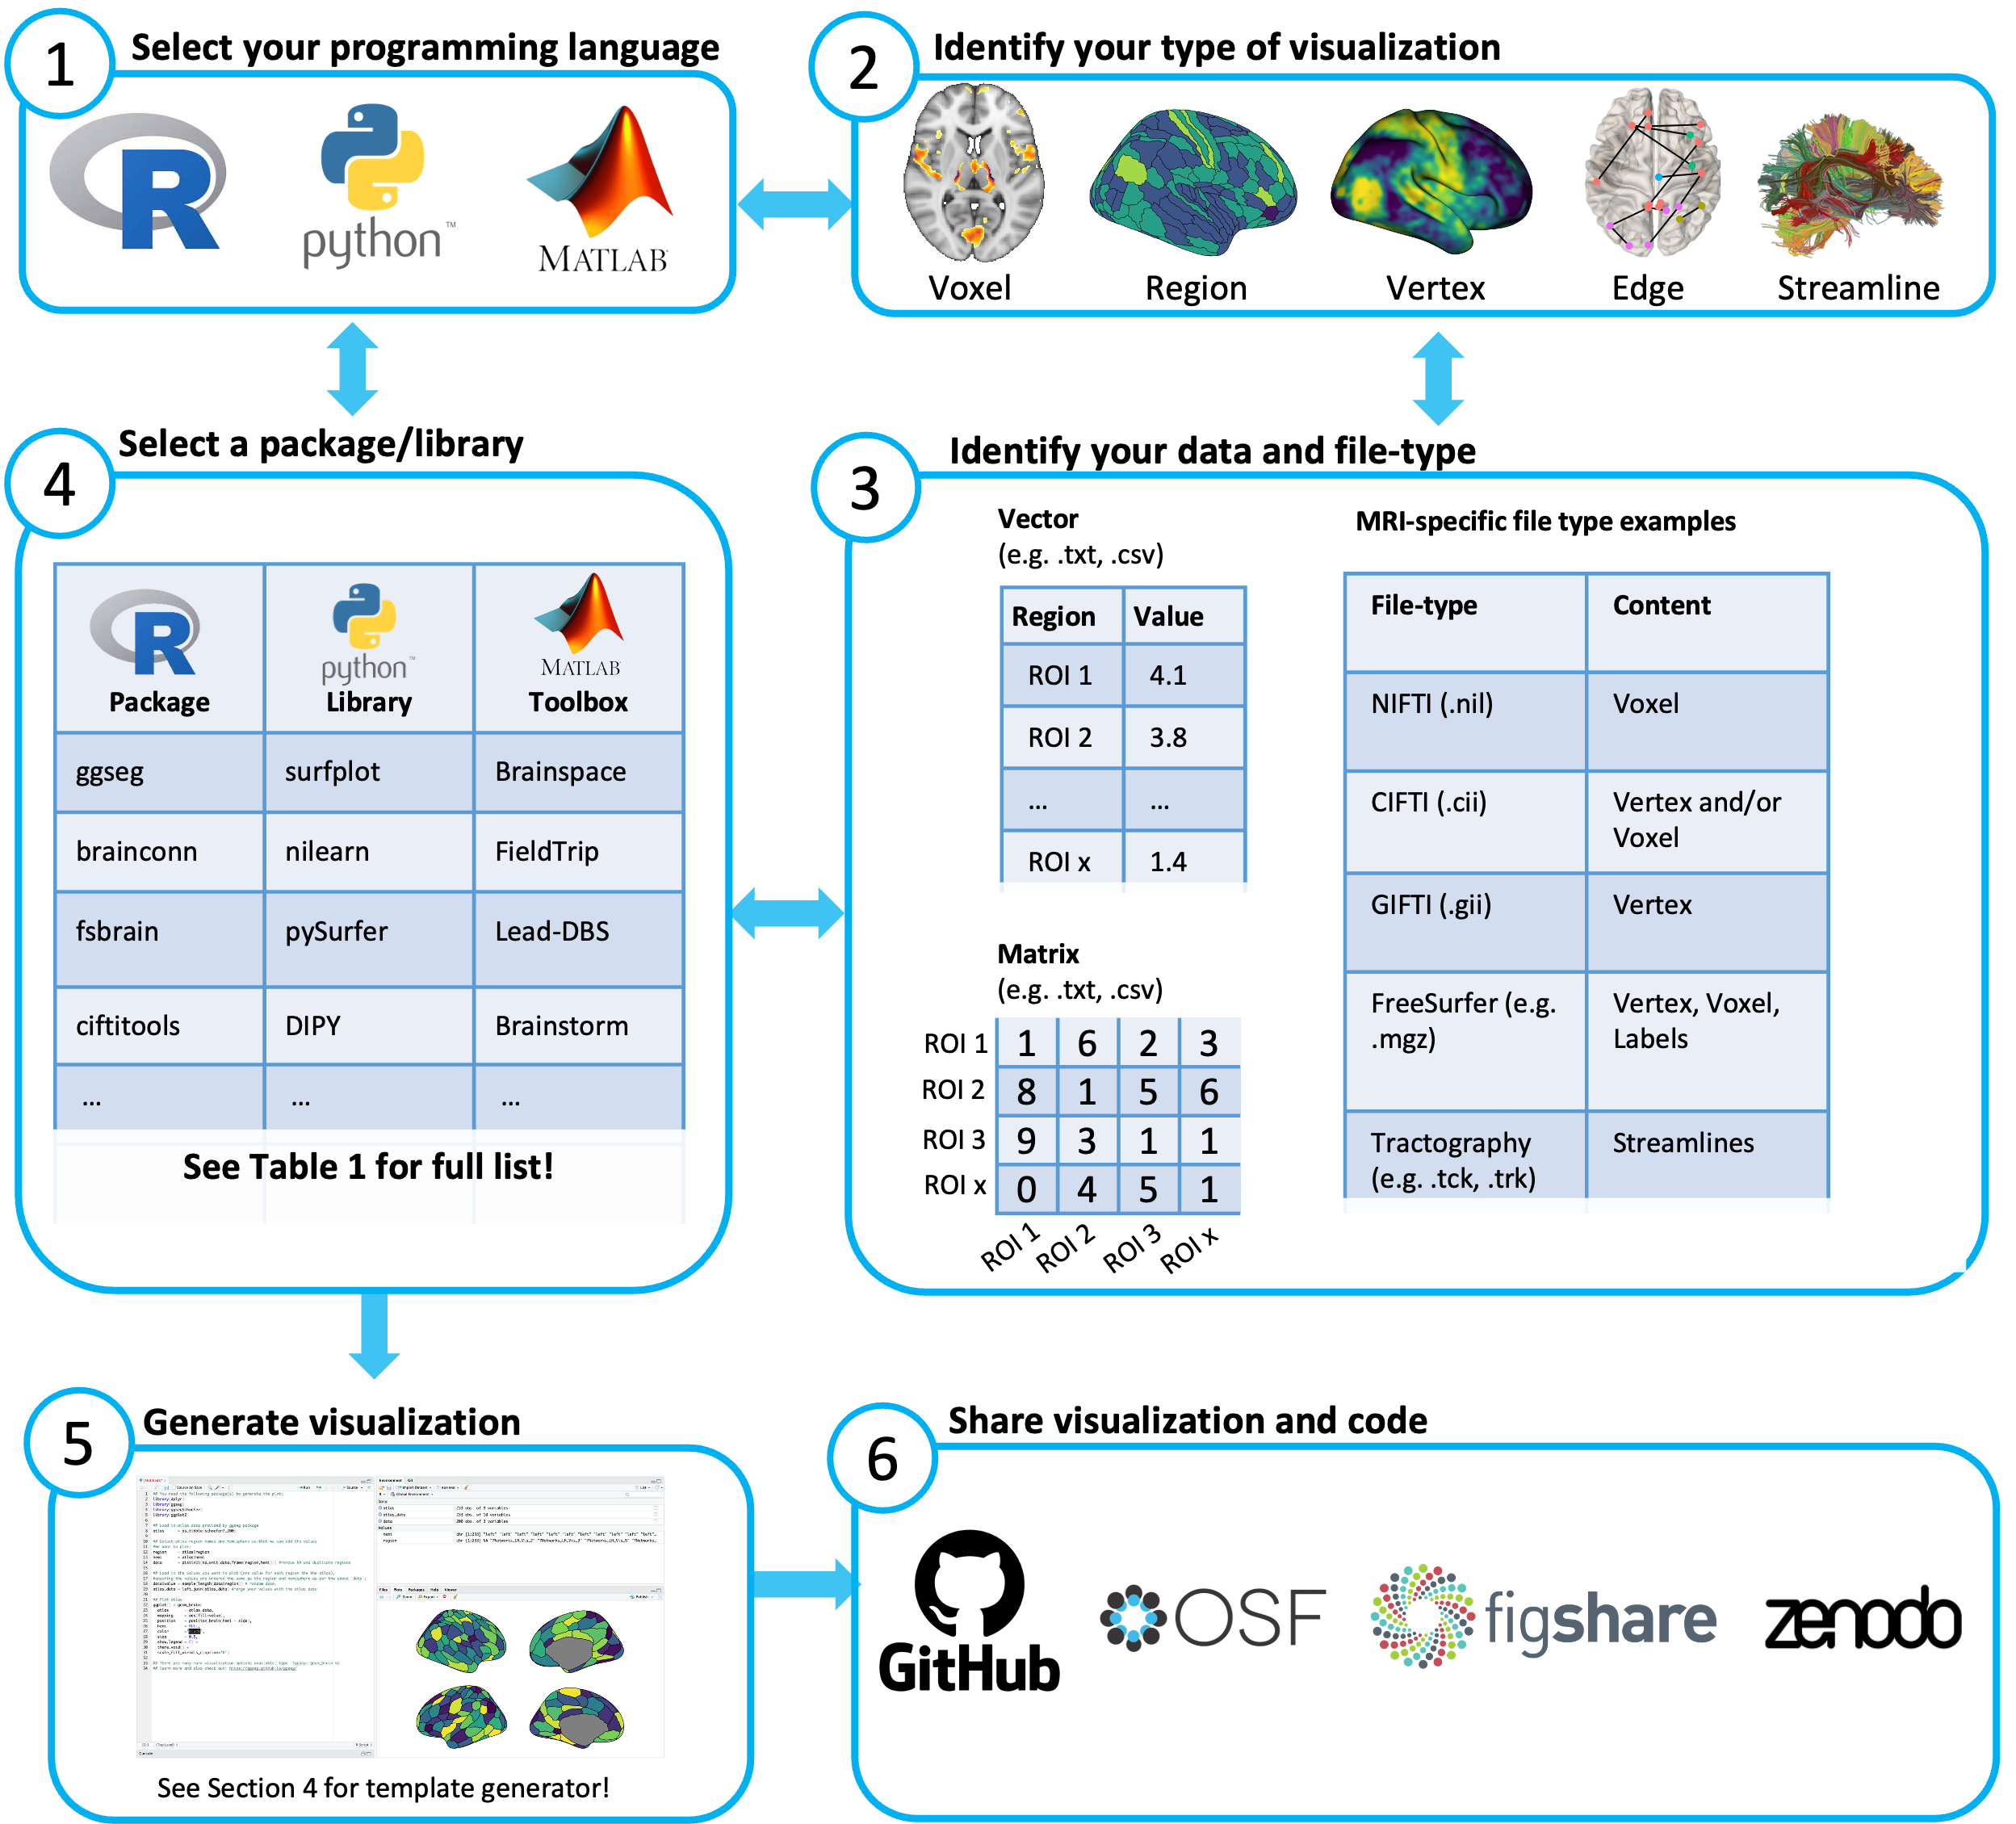 1
Select your programming language
R
python™
MATLAB
2
Identify your type of visualization
Voxel
Region
Vertex
Edge
Streamline
4
Select a package/library
R
Package
python™
Library
MATLAB
Toolbox
ggseg
surfplot
Brainspace
brainconn
nilearn
FieldTrip
fsbrain
pySurfer
Lead-DBS
ciftitools
DIPY
Brainstorm
...
...
...
See Table 1 for full list!
3
Identify your data and file-type
Vector
(e.g. .txt, .csv)
Region Value
ROI 1 4.1
ROI 2 3.8
... ...
ROI x 1.4
Matrix
(e.g. .txt, .csv)
ROI 1 1 6 2 3
ROI 2 8 1 5 6
ROI 3 9 3 1 1
ROI x 0 4 5 1
ROI 1 ROI 2 ROI 3 ROI x
MRI-specific file type examples
File-type
Content
NIFTI (.nil)
Voxel
CIFTI (.cii)
Vertex and/or
Voxel
GIFTI (.gii)
Vertex
FreeSurfer (e.g.
.mgz)
Vertex, Voxel,
Labels
Tractography
(e.g. .tck, .trk)
Streamlines
5
Generate visualization
See Section 4 for template generator!
6
Share visualization and code
GitHub
OSF
figshare
zenodo